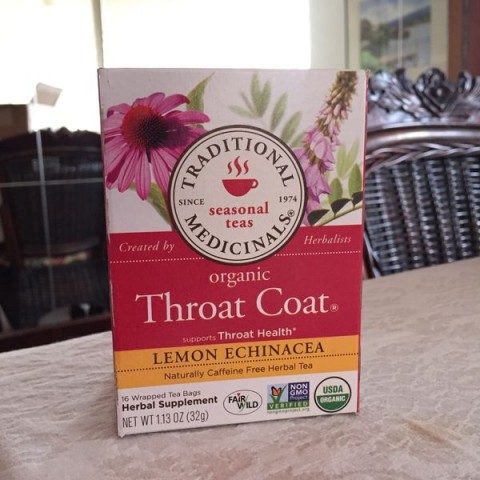 TRADITIONAL
SINCE 1974
seasonal
teas
MEDICINALS®
Created by Herbalists
organic
Throat Coat®
supports Throat Health*
LEMON ECHINACEA
Naturally Caffeine Free Herbal Tea
16 Wrapped Tea Bags
Herbal Supplement
NET WT 1.13 OZ (32g)
FAIR
WILD
NON
GMO
Project
VERIFIED
nongmoproject.org
USDA
ORGANIC